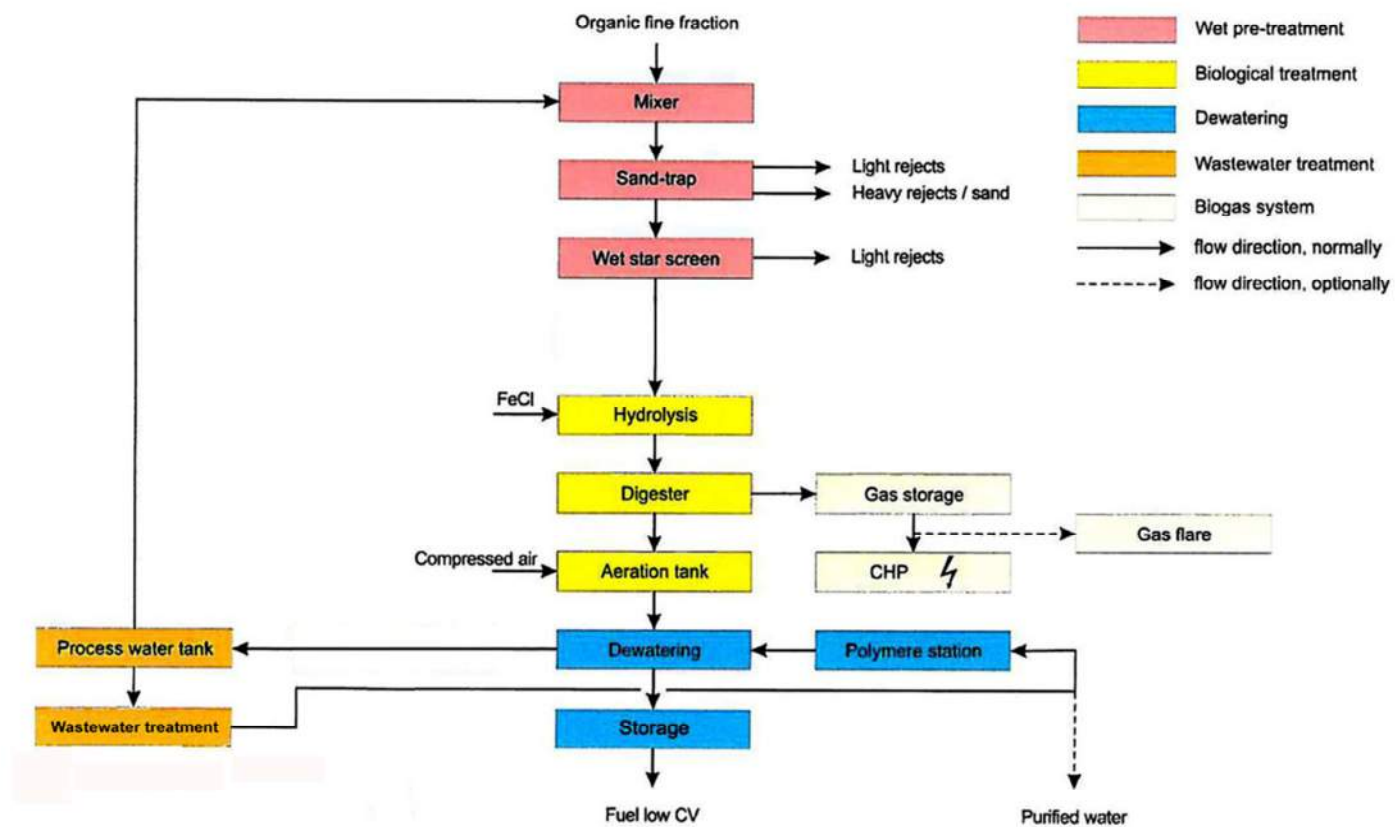 Organic fine fraction
Mixer
Sand-trap
Light rejects
Heavy rejects / sand
Wet star screen
Light rejects
FeCl
Hydrolysis
Digester
Gas storage
Gas flare
Compressed air
Aeration tank
CHP
Process water tank
Dewatering
Polymere station
Wastewater treatment
Storage
Fuel low CV
Purified water
Wet pre-treatment
Biological treatment
Dewatering
Wastewater treatment
Biogas system
flow direction, normally
flow direction, optionally